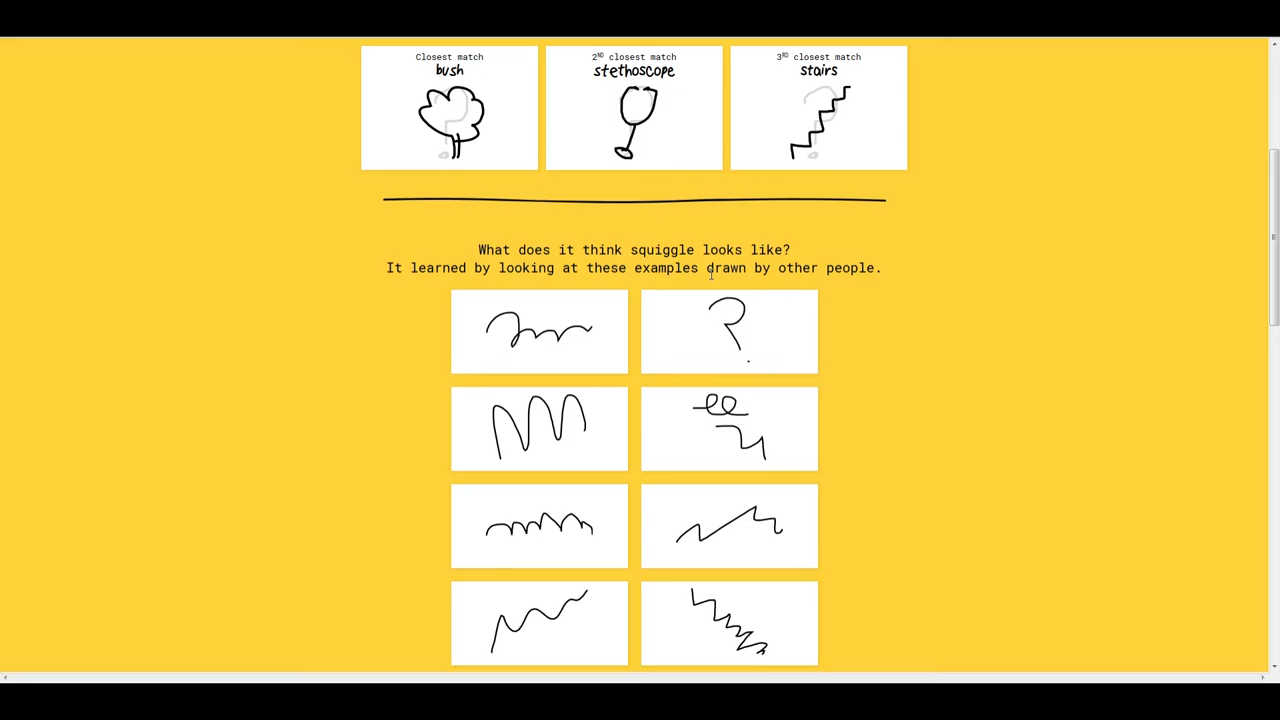 Closest match
bush
2ND closest match
stethoscope
3RD closest match
stairs
What does it think squiggle looks like?
It learned by looking at these examples drawn by other people.